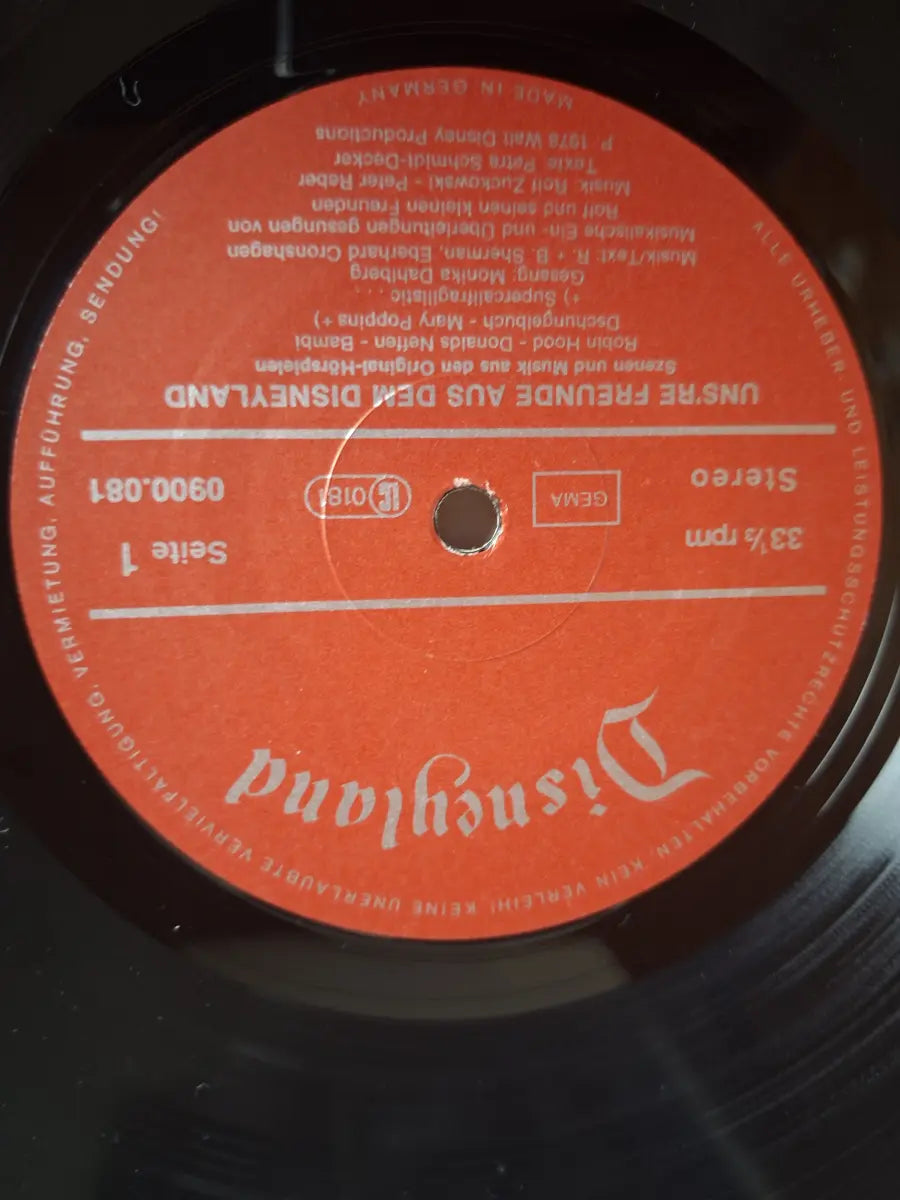 Disneyland
33⅓ rpm
Seite 1
Stereo
GEMA
LC 0181
0900.081
UNS'RE FREUNDE AUS DEM DISNEYLAND
Szenen und Musik aus den Original-Hörspielen
Robin Hood - Donalds Neffen - Bambi
Dschungelbuch - Mary Poppins +)
+) Supercalifragilistic . . . .
Gesang: Monika Dahlberg
Musik/Text: R. + B. Sherman, Eberhard Cronshagen
Musikalische Ein- und Überleitungen gesungen von
Rolf und seinen kleinen Freunden
Musik: Rolf Zuckowski - Peter Reber
Texte: Petra Schmidt-Decker
P 1978 Walt Disney Productions
MADE IN GERMANY
ALLE URHEBER- UND LEISTUNGSSCHUTZRECHTE VORBEHALTEN. KEIN VERLEIH! KEINE UNERLAUBTE VERVIELFÄLTIGUNG, VERMIETUNG, AUFFÜHRUNG, SENDUNG!